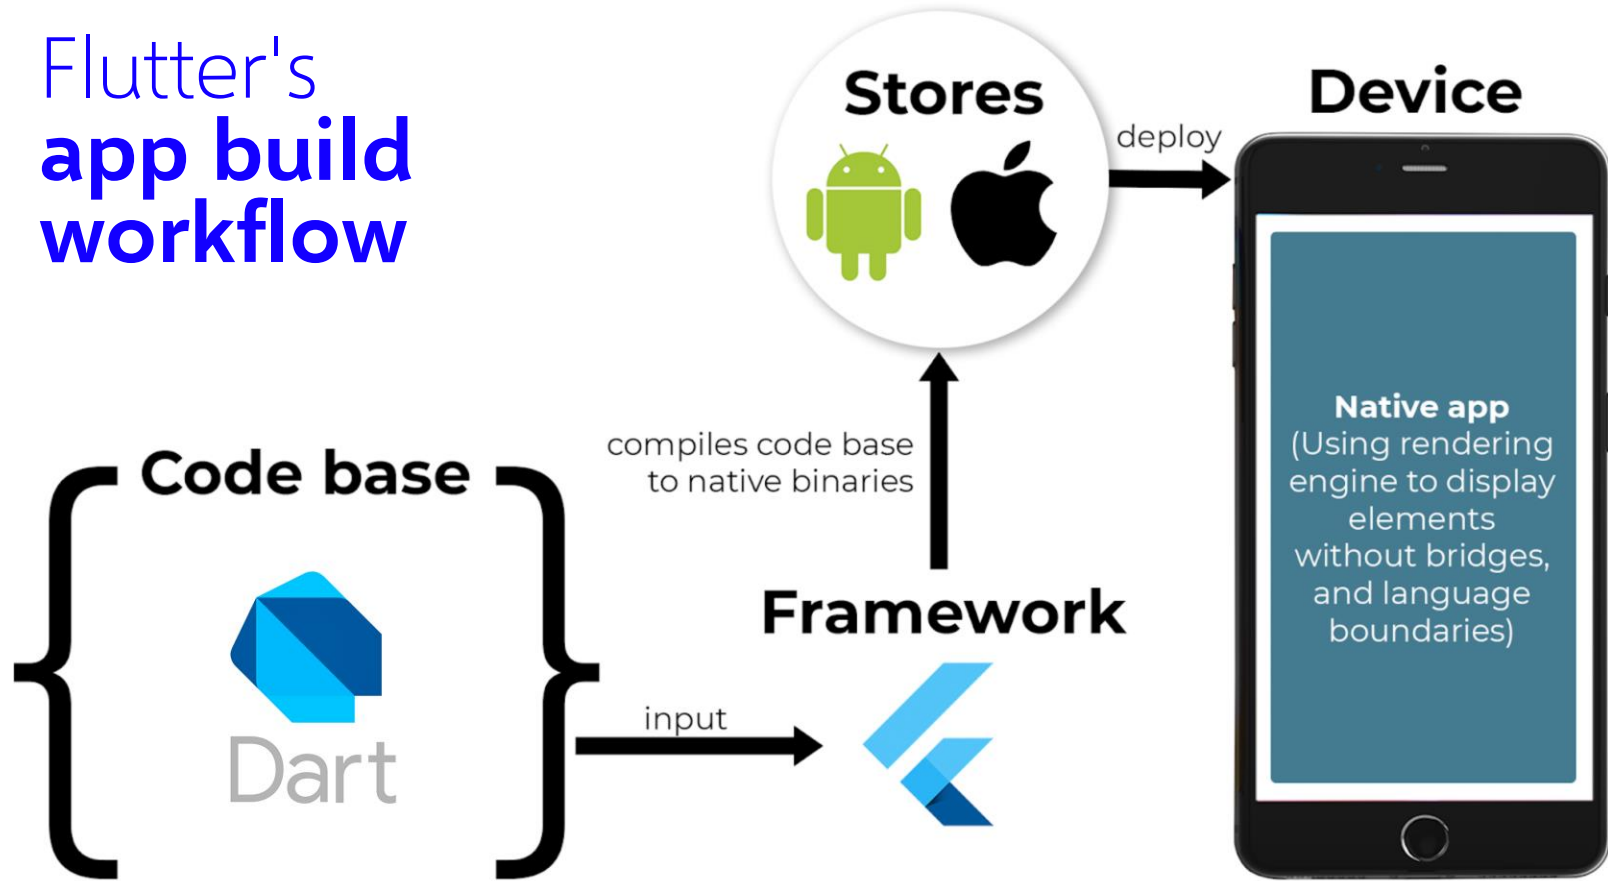 Flutter's
app build
workflow
Stores
deploy
Device
Native app
(Using rendering
engine to display
elements
without bridges,
and language
boundaries)
compiles code base
to native binaries
Code base
Dart
input
Framework